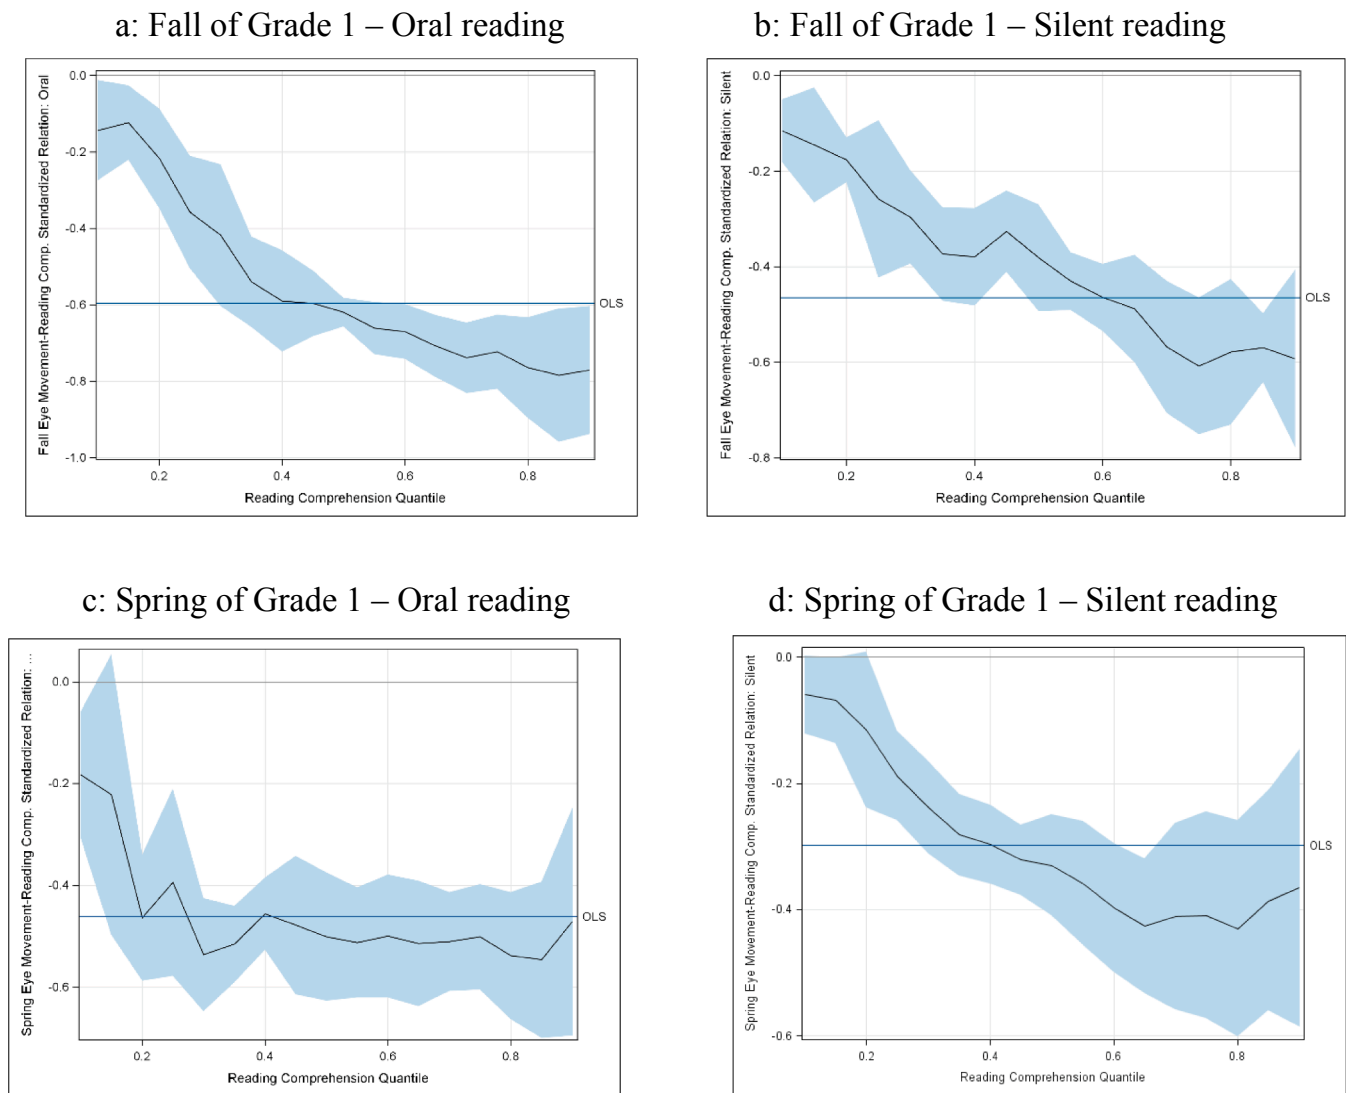 a: Fall of Grade 1 – Oral reading
Fall Eye Movement-Reading Comp. Standardized Relation: Oral
0.0
-0.2
-0.4
-0.6
-0.8
-1.0
OLS
0.2 0.4 0.6 0.8
Reading Comprehension Quantile
b: Fall of Grade 1 – Silent reading
Fall Eye Movement-Reading Comp. Standardized Relation: Silent
0.0
-0.2
-0.4
-0.6
-0.8
OLS
0.2 0.4 0.6 0.8
Reading Comprehension Quantile
c: Spring of Grade 1 – Oral reading
Spring Eye Movement-Reading Comp. Standardized Relation: ...
0.0
-0.2
-0.4
-0.6
OLS
0.2 0.4 0.6 0.8
Reading Comprehension Quantile
d: Spring of Grade 1 – Silent reading
Spring Eye Movement-Reading Comp. Standardized Relation: Silent
0.0
-0.2
-0.4
-0.6
OLS
0.2 0.4 0.6 0.8
Reading Comprehension Quantile